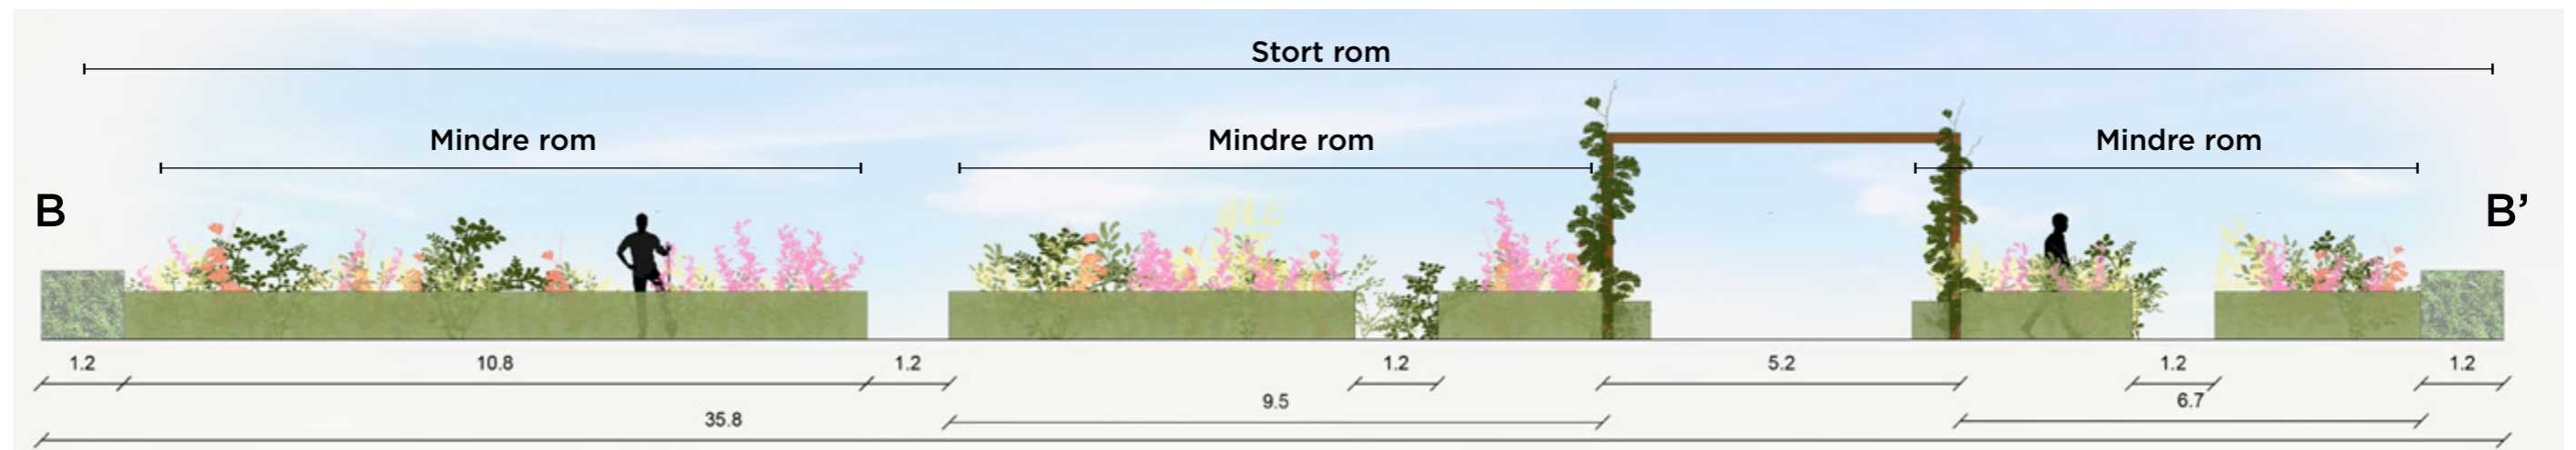 Stort rom
Mindre rom Mindre rom Mindre rom
B B’
1.2 10.8 1.2 1.2 5.2 1.2 1.2
9.5 6.7
35.8